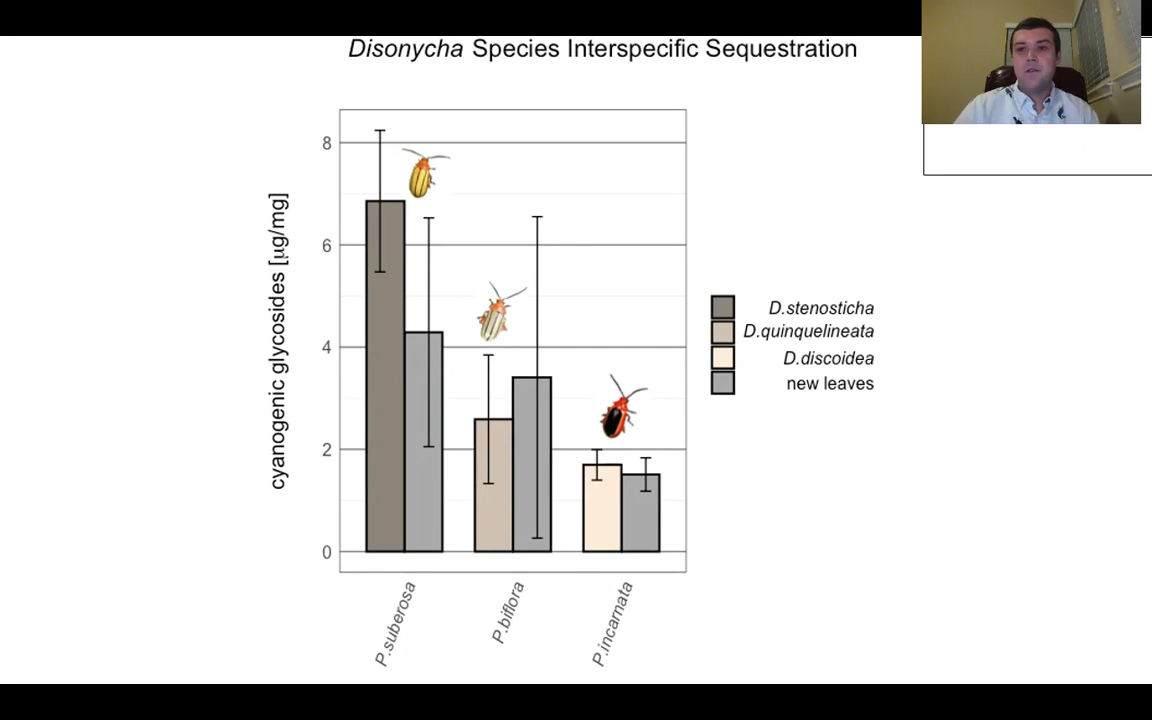 Disonycha Species Interspecific Sequestration
cyanogenic glycosides [µg/mg]
8
6
4
2
0
P.suberosa
P.biflora
P.incarnata
D.stenosticha
D.quinquelineata
D.discoidea
new leaves